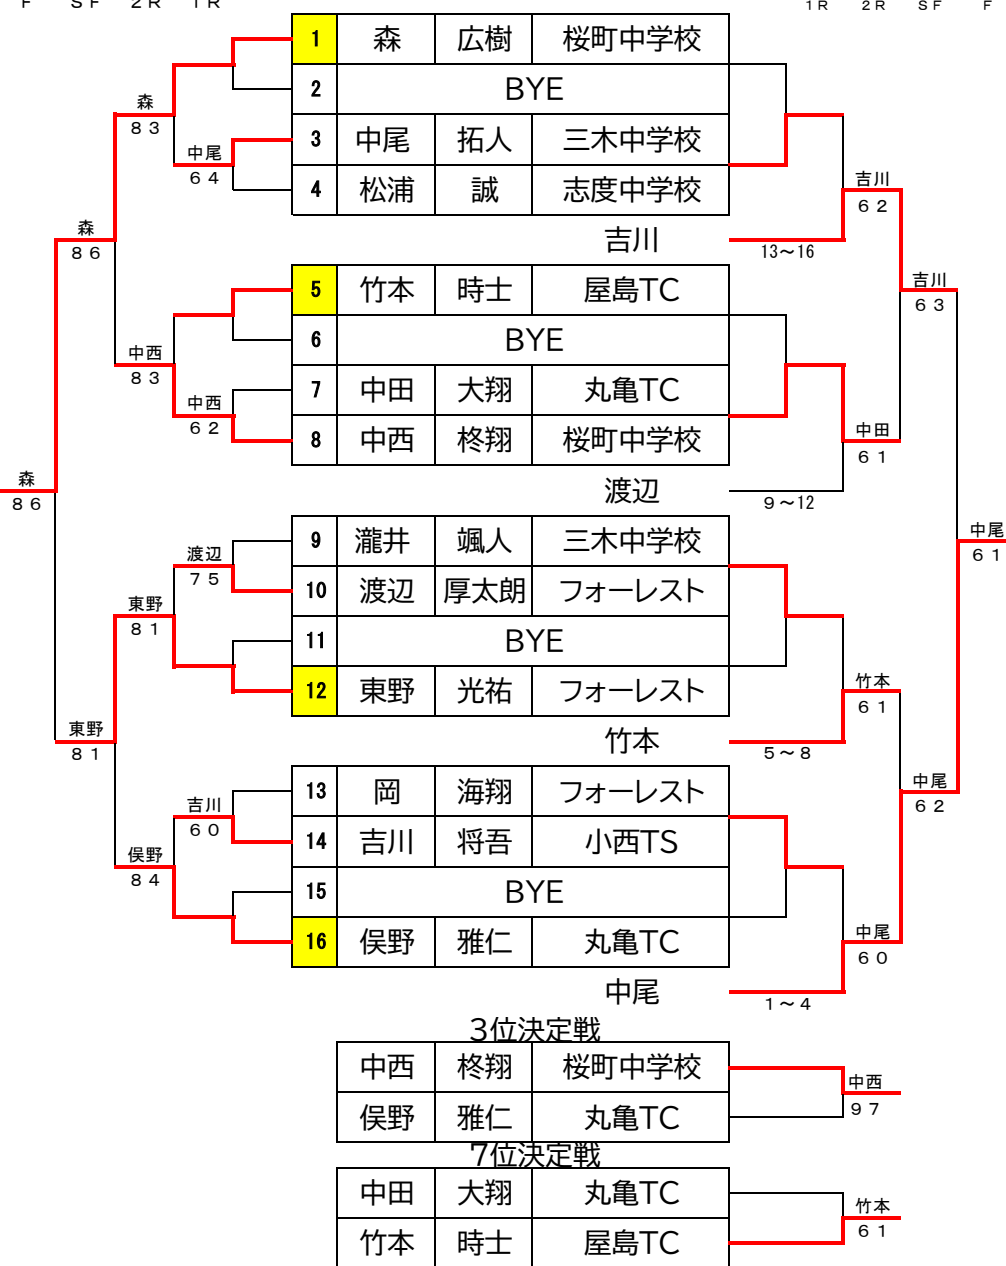 F SF 2R 1R 1R 2R SF F
1 森 広樹 桜町中学校
2 BYE
森
83
3 中尾 拓人 三木中学校
中尾
64
4 松浦 誠 志度中学校
吉川
62
森
86
吉川
13～16
5 竹本 時士 屋島TC
吉川
63
6 BYE
中西
83
7 中田 大翔 丸亀TC
中西
62
8 中西 柊翔 桜町中学校
中田
61
森
86
渡辺
9～12
9 瀧井 颯人 三木中学校
中尾
61
渡辺
75
10 渡辺 厚太朗 フォーレスト
東野
81
11 BYE
12 東野 光祐 フォーレスト
竹本
61
東野
81
竹本
5～8
13 岡 海翔 フォーレスト
中尾
62
吉川
60
14 吉川 将吾 小西TS
俣野
84
15 BYE
16 俣野 雅仁 丸亀TC
中尾
60
中尾
1～4
3位決定戦
中西 柊翔 桜町中学校
中西
97
俣野 雅仁 丸亀TC
7位決定戦
中田 大翔 丸亀TC
竹本
61
竹本 時士 屋島TC